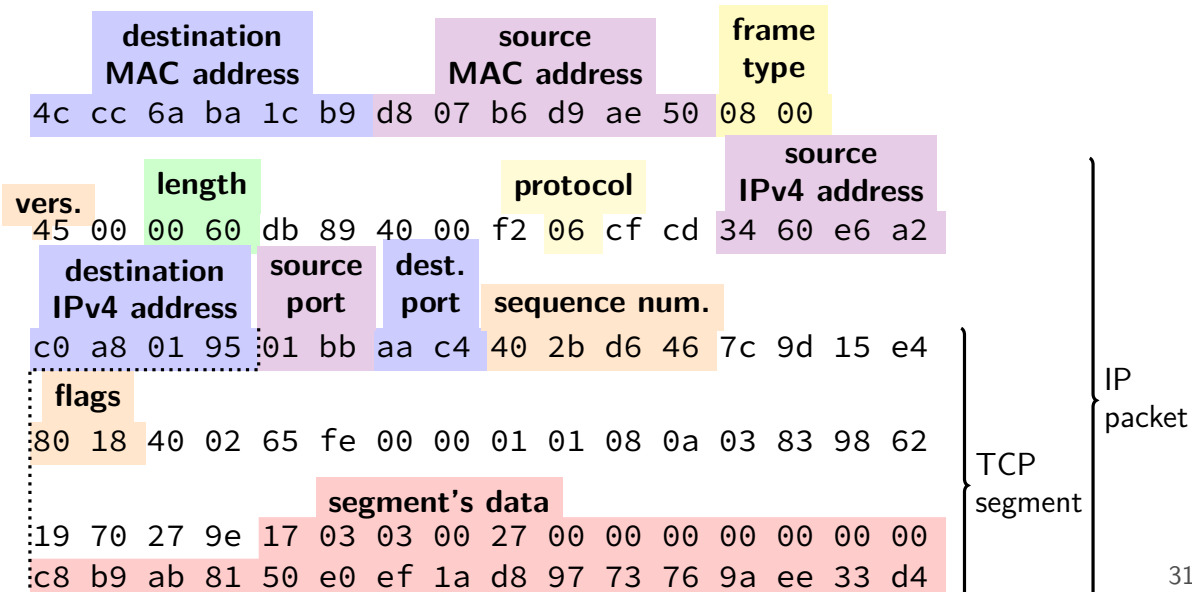 destination
MAC address
source
MAC address
frame
type
4c cc 6a ba 1c b9 d8 07 b6 d9 ae 50 08 00
vers.
length
protocol
source
IPv4 address
45 00 00 60 db 89 40 00 f2 06 cf cd 34 60 e6 a2
destination
IPv4 address
source
port
dest.
port
sequence num.
c0 a8 01 95 01 bb aa c4 40 2b d6 46 7c 9d 15 e4
flags
80 18 40 02 65 fe 00 00 01 01 08 0a 03 83 98 62
segment's data
19 70 27 9e 17 03 03 00 27 00 00 00 00 00 00 00
c8 b9 ab 81 50 e0 ef 1a d8 97 73 76 9a ee 33 d4
TCP
segment
IP
packet
31